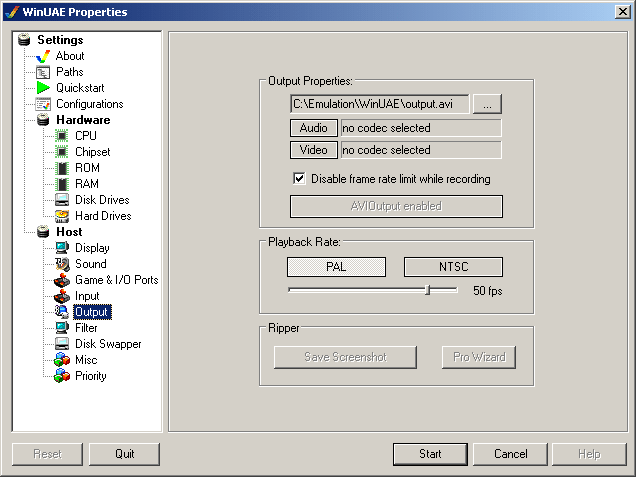 WinUAE Properties
Settings
About
Paths
Quickstart
Configurations
Hardware
CPU
Chipset
ROM
RAM
Disk Drives
Hard Drives
Host
Display
Sound
Game & I/O Ports
Input
Output
Filter
Disk Swapper
Misc
Priority
Output Properties:
C:\Emulation\WinUAE\output.avi ...
Audio no codec selected
Video no codec selected
Disable frame rate limit while recording
AVIOutput enabled
Playback Rate:
PAL NTSC
50 fps
Ripper
Save Screenshot Pro Wizard
Reset Quit Start Cancel Help